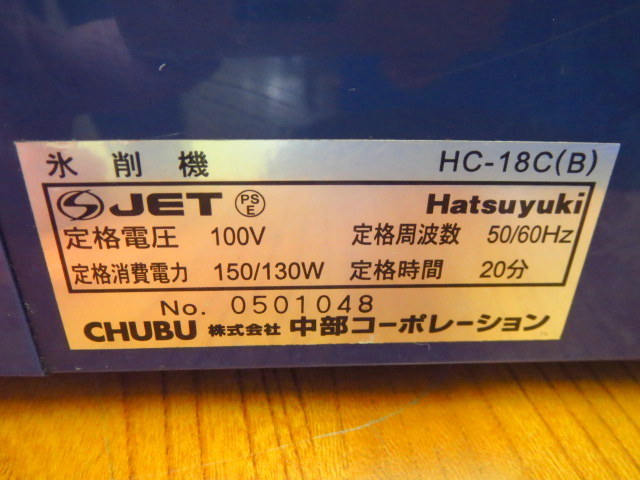 氷削機 HC-18C(B)
S JET PSE Hatsuyuki
定格電圧 100V 定格周波数 50/60Hz
定格消費電力 150/130W 定格時間 20分
No. 0501048
CHUBU 株式会社 中部コーポレーション